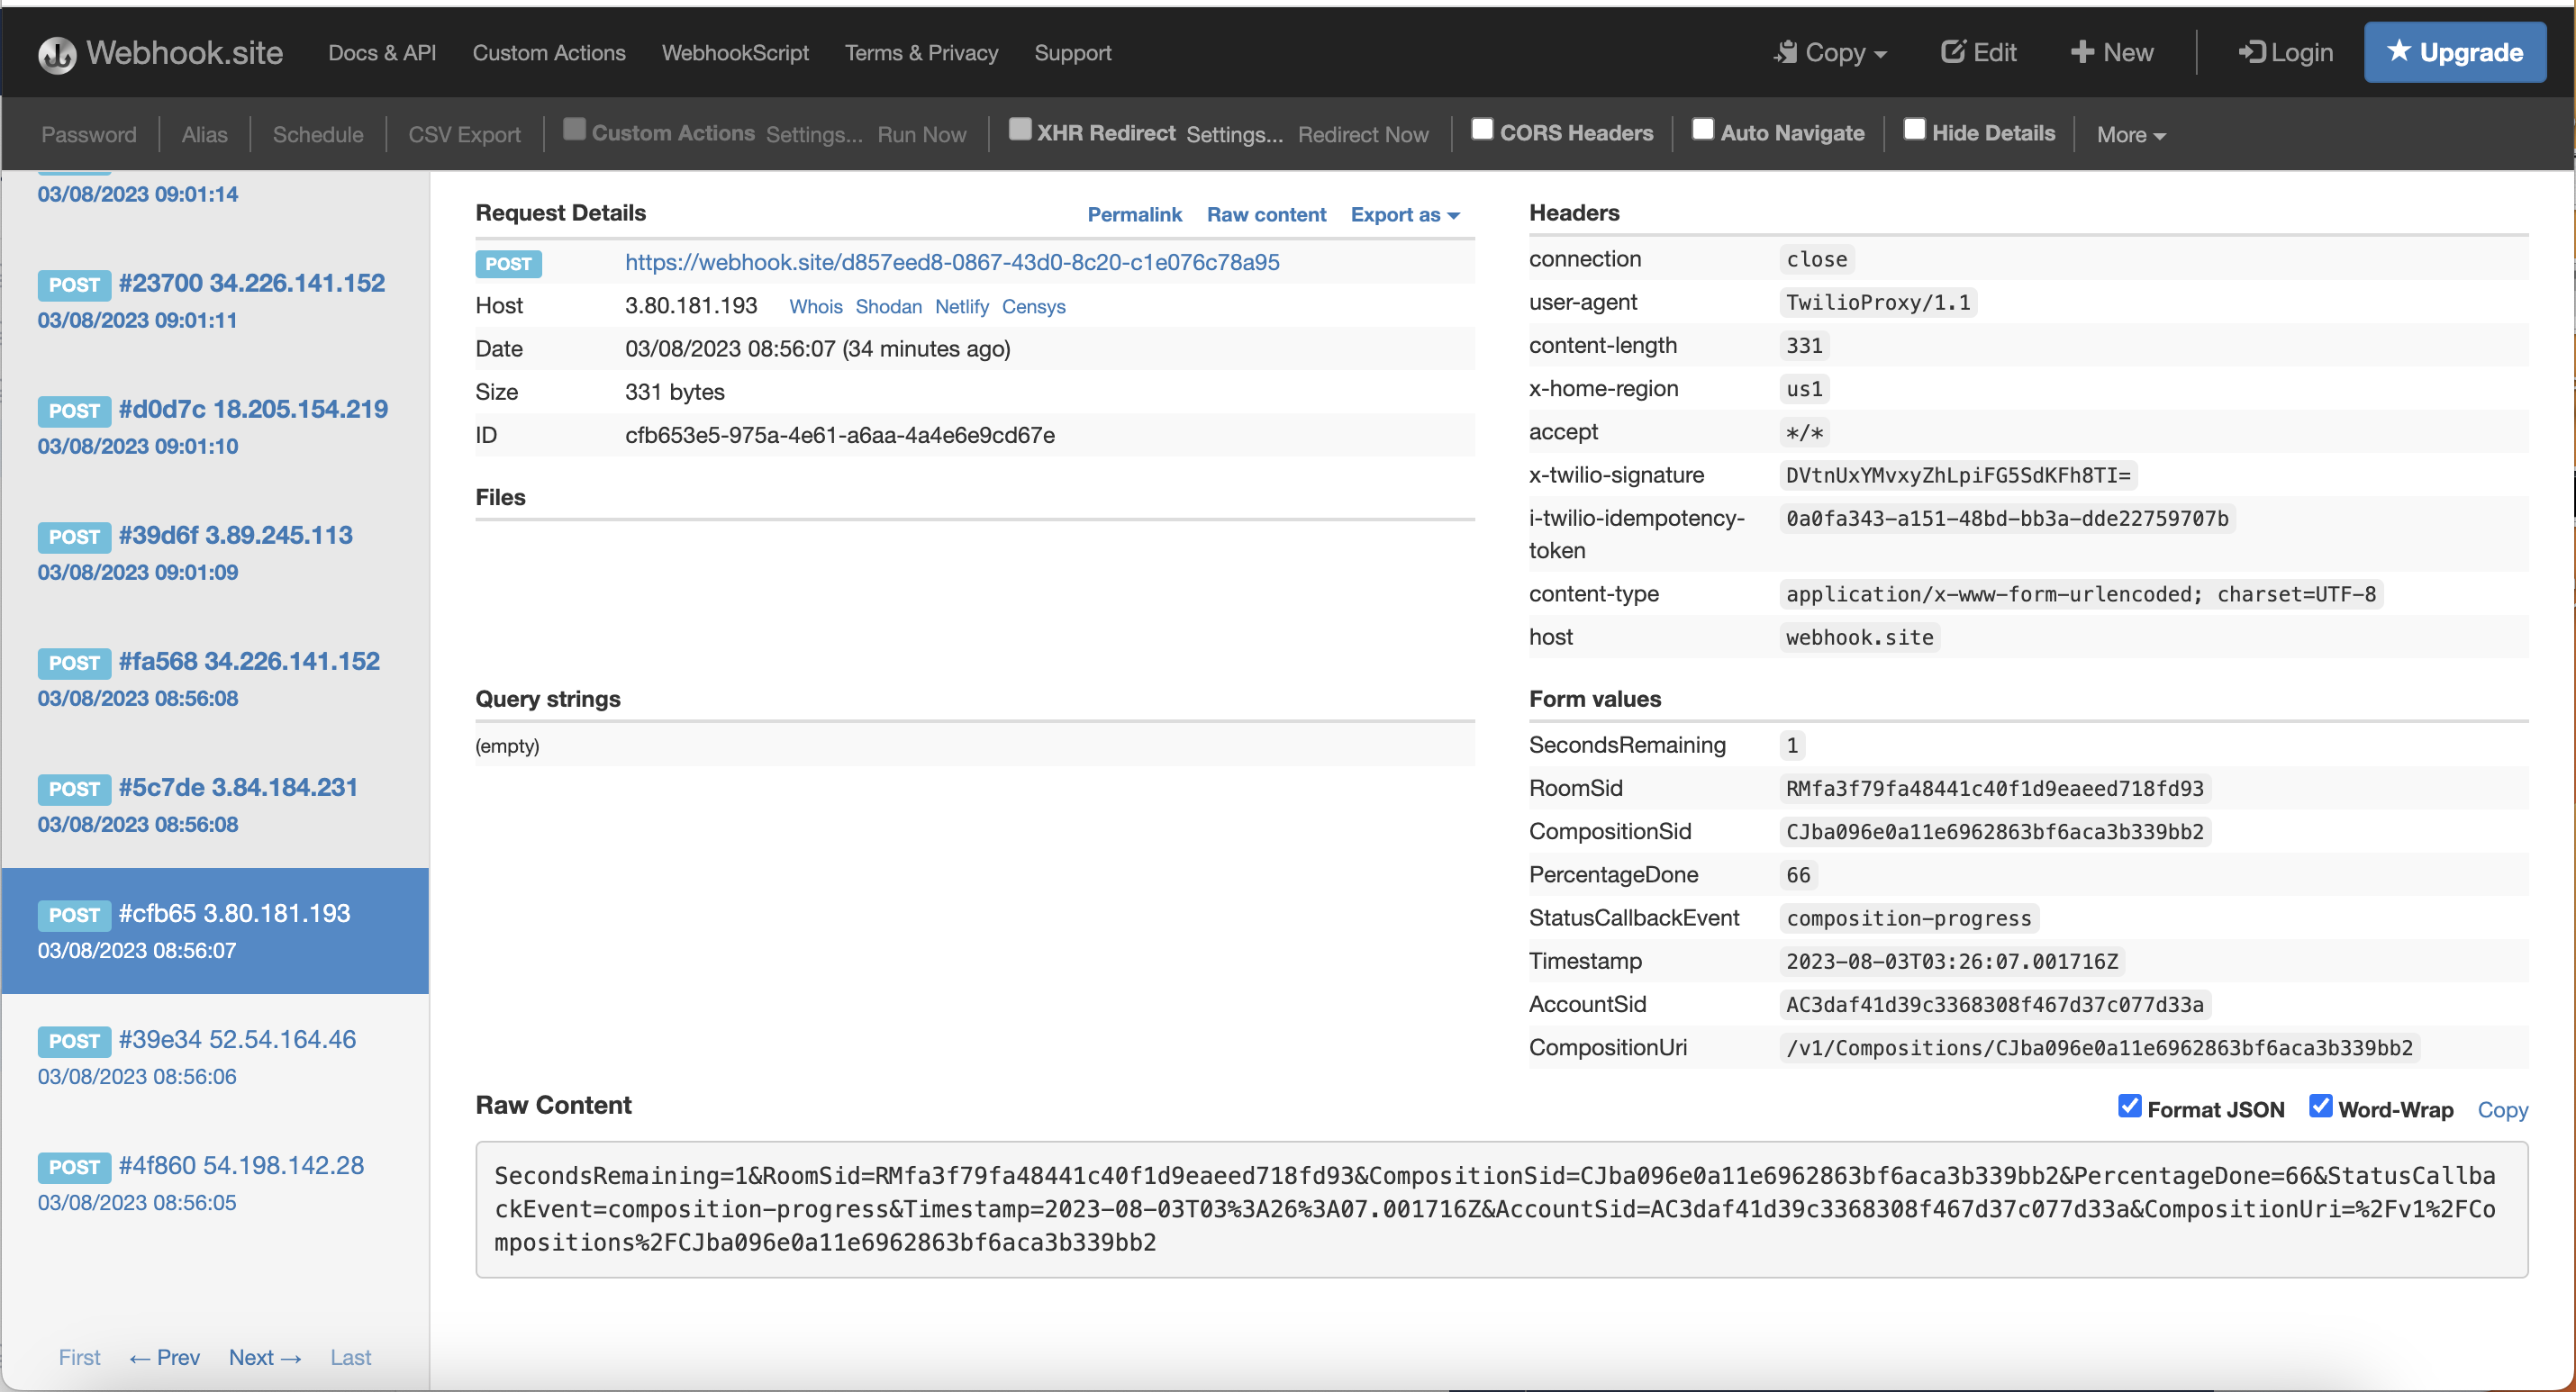 Webhook.site Docs & API Custom Actions WebhookScript Terms & Privacy Support Copy Edit New Login Upgrade
Password Alias Schedule CSV Export Custom Actions Settings... Run Now XHR Redirect Settings... Redirect Now CORS Headers Auto Navigate Hide Details More
03/08/2023 09:01:14
POST #23700 34.226.141.152
03/08/2023 09:01:11
POST #d0d7c 18.205.154.219
03/08/2023 09:01:10
POST #39d6f 3.89.245.113
03/08/2023 09:01:09
POST #fa568 34.226.141.152
03/08/2023 08:56:08
POST #5c7de 3.84.184.231
03/08/2023 08:56:08
POST #cfb65 3.80.181.193
03/08/2023 08:56:07
POST #39e34 52.54.164.46
03/08/2023 08:56:06
POST #4f860 54.198.142.28
03/08/2023 08:56:05
First ← Prev Next → Last
Request Details Permalink Raw content Export as
POST https://webhook.site/d857eed8-0867-43d0-8c20-c1e076c78a95
Host 3.80.181.193 Whois Shodan Netlify Censys
Date 03/08/2023 08:56:07 (34 minutes ago)
Size 331 bytes
ID cfb653e5-975a-4e61-a6aa-4a4e6e9cd67e
Files
Query strings
(empty)
Headers
connection close
user-agent TwilioProxy/1.1
content-length 331
x-home-region us1
accept */*
x-twilio-signature DVtnUxYMvxyZhLpiFG5SdKFh8TI=
i-twilio-idempotency- 0a0fa343-a151-48bd-bb3a-dde22759707b
token
content-type application/x-www-form-urlencoded; charset=UTF-8
host webhook.site
Form values
SecondsRemaining 1
RoomSid RMfa3f79fa48441c40f1d9eaeed718fd93
CompositionSid CJba096e0a11e6962863bf6aca3b339bb2
PercentageDone 66
StatusCallbackEvent composition-progress
Timestamp 2023-08-03T03:26:07.001716Z
AccountSid AC3daf41d39c3368308f467d37c077d33a
CompositionUri /v1/Compositions/CJba096e0a11e6962863bf6aca3b339bb2
Raw Content Format JSON Word-Wrap Copy
SecondsRemaining=1&RoomSid=RMfa3f79fa48441c40f1d9eaeed718fd93&CompositionSid=CJba096e0a11e6962863bf6aca3b339bb2&PercentageDone=66&StatusCallba
ckEvent=composition-progress&Timestamp=2023-08-03T03%3A26%3A07.001716Z&AccountSid=AC3daf41d39c3368308f467d37c077d33a&CompositionUri=%2Fv1%2FCo
mpositions%2FCJba096e0a11e6962863bf6aca3b339bb2